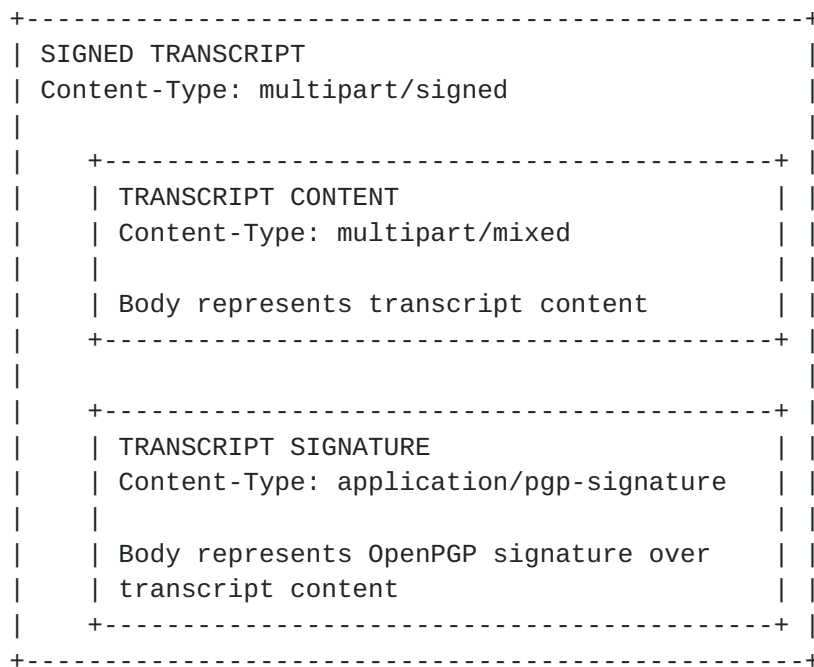 SIGNED TRANSCRIPT
Content-Type: multipart/signed
TRANSCRIPT CONTENT
Content-Type: multipart/mixed
Body represents transcript content
TRANSCRIPT SIGNATURE
Content-Type: application/pgp-signature
Body represents OpenPGP signature over
transcript content